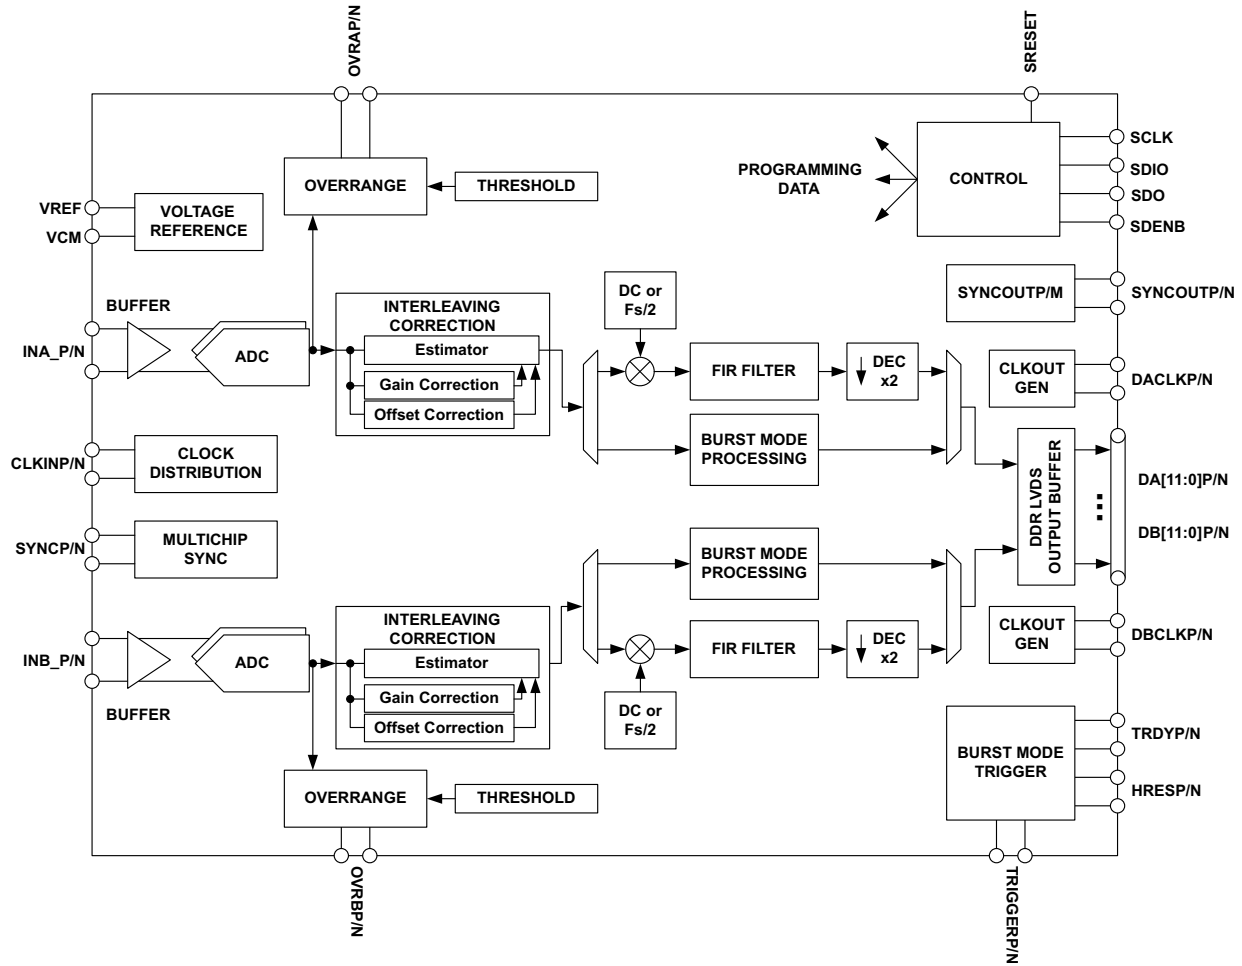 OVRAP/N
SRESET
SCLK
SDIO
SDO
SDENB
PROGRAMMING
DATA
CONTROL
OVERRANGE
THRESHOLD
VREF
VCM
VOLTAGE
REFERENCE
SYNCOUTP/M
SYNCOUTP/N
BUFFER
INA_P/N
ADC
INTERLEAVING
CORRECTION
Estimator
Gain Correction
Offset Correction
DC or
Fs/2
FIR FILTER
DEC
x2
CLKOUT
GEN
DACLKP/N
BURST MODE
PROCESSING
CLKINP/N
CLOCK
DISTRIBUTION
DDR LVDS
OUTPUT BUFFER
...
DA[11:0]P/N
DB[11:0]P/N
SYNCP/N
MULTICHIP
SYNC
BURST MODE
PROCESSING
INB_P/N
ADC
BUFFER
INTERLEAVING
CORRECTION
Estimator
Gain Correction
Offset Correction
FIR FILTER
DEC
x2
DC or
Fs/2
CLKOUT
GEN
DBCLKP/N
BURST MODE
TRIGGER
TRDYP/N
HRESP/N
OVERRANGE
THRESHOLD
OVRBP/N
TRIGGERP/N